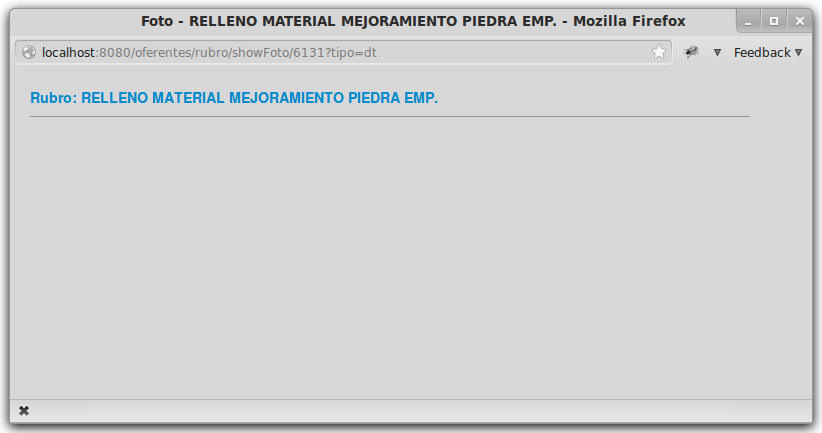 Foto - RELLENO MATERIAL MEJORAMIENTO PIEDRA EMP. - Mozilla Firefox
localhost:8080/oferentes/rubro/showFoto/6131?tipo=dt
Feedback
Rubro: RELLENO MATERIAL MEJORAMIENTO PIEDRA EMP.